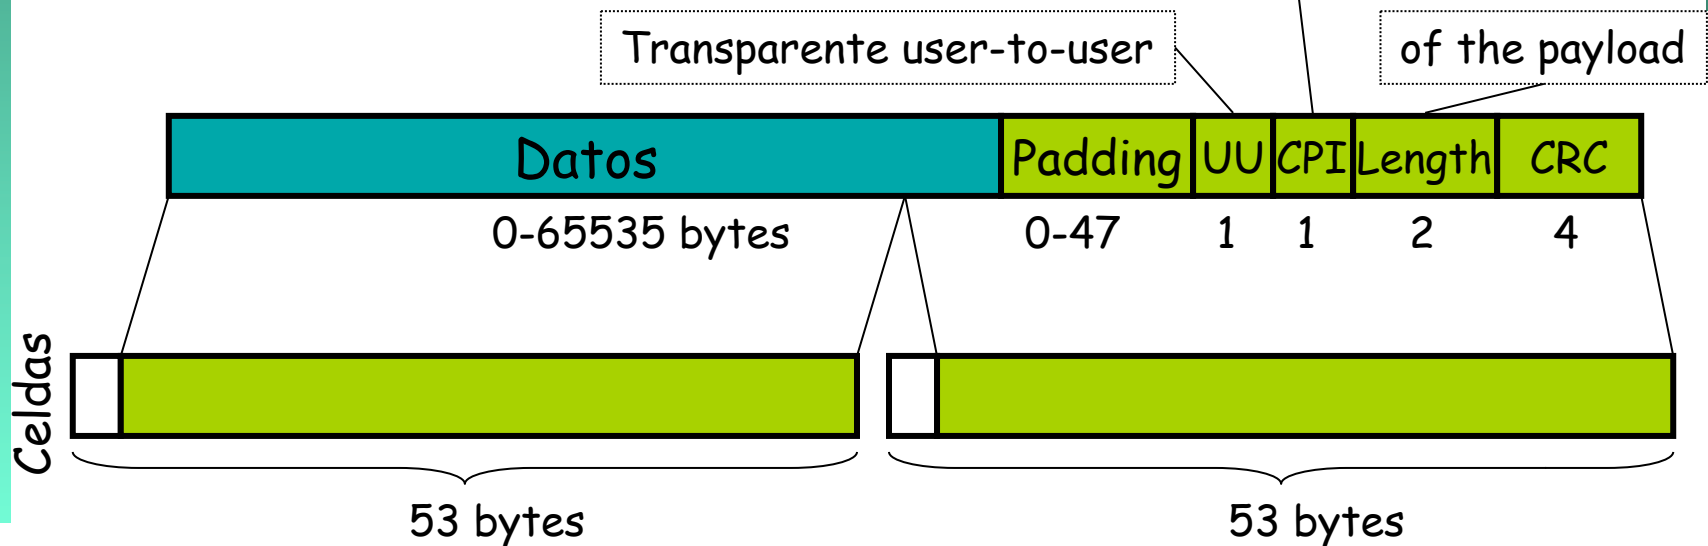 Transparente user-to-user
of the payload
Datos
Padding
UU
CPI
Length
CRC
0-65535 bytes
0-47
1
1
2
4
Celdas
53 bytes
53 bytes